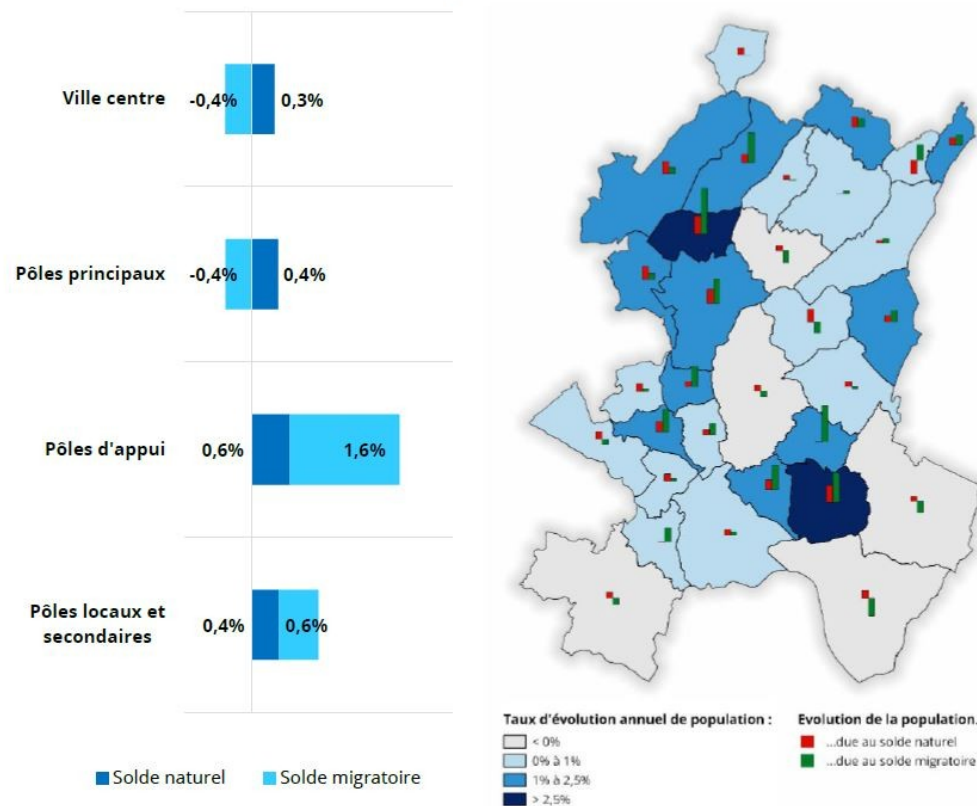 Ville centre
-0,4%
0,3%
Pôles principaux
-0,4%
0,4%
Pôles d'appui
0,6%
1,6%
Pôles locaux et
secondaires
0,4%
0,6%
Solde naturel
Solde migratoire
Taux d'évolution annuel de population :
< 0%
0% à 1%
1% à 2,5%
> 2,5%
Evolution de la population.
...due au solde naturel
...due au solde migratoire